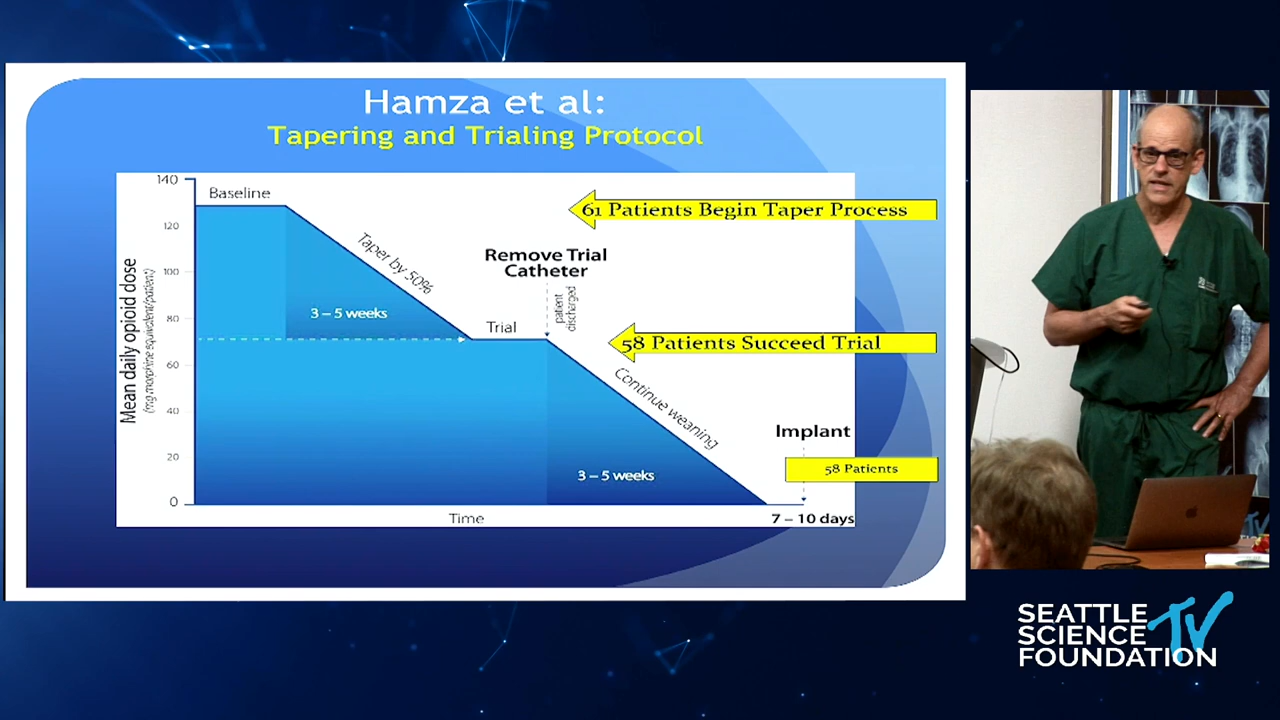 Hamza et al:
Tapering and Trialing Protocol
140
120
100
80
60
40
20
0
Mean daily opioid dose
(mg morphine equivalent/patient)
Baseline
Taper by 50%
3 – 5 weeks
Trial
Remove Trial
Catheter
patient
discharged
Continue weaning
3 – 5 weeks
Implant
7 – 10 days
Time
61 Patients Begin Taper Process
58 Patients Succeed Trial
58 Patients
SEATTLE
SCIENCE
FOUNDATION
TV